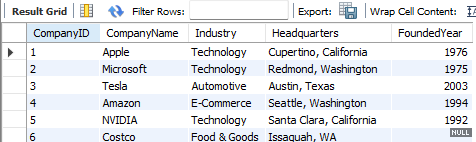 Result Grid Filter Rows: Export: Wrap Cell Content:
CompanyID CompanyName Industry Headquarters FoundedYear
1 Apple Technology Cupertino, California 1976
2 Microsoft Technology Redmond, Washington 1975
3 Tesla Automotive Austin, Texas 2003
4 Amazon E-Commerce Seattle, Washington 1994
5 NVIDIA Technology Santa Clara, California 1992
6 Costco Food & Goods Issaquah, WA NULL